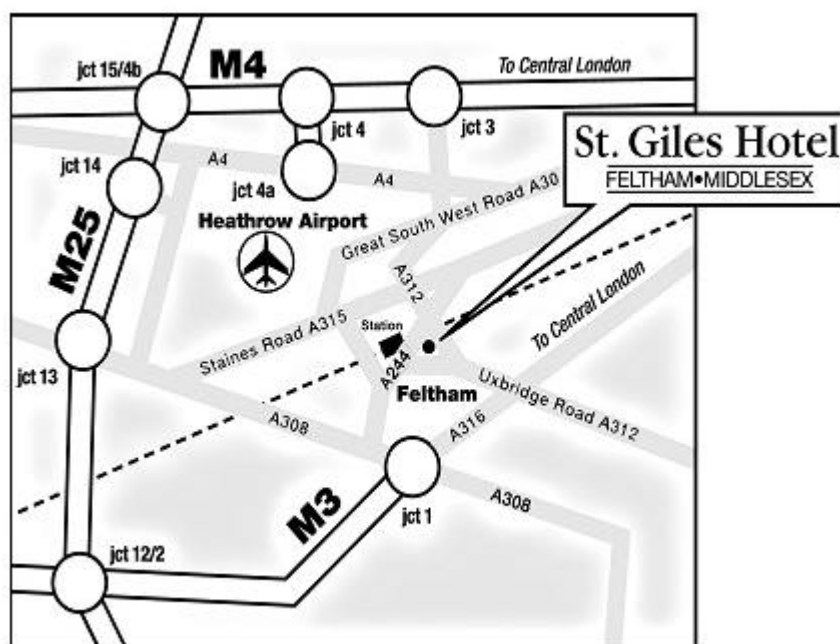 jct 15/4b
M4
To Central London
jct 4
jct 3
St. Giles Hotel
FELTHAM•MIDDLESEX
jct 14
A4
jct 4a
A4
Heathrow Airport
Great South West Road A30
M25
A312
Staines Road A315
Station
To Central London
jct 13
A244
Feltham
Uxbridge Road A312
A308
A316
M3
jct 1
A308
jct 12/2